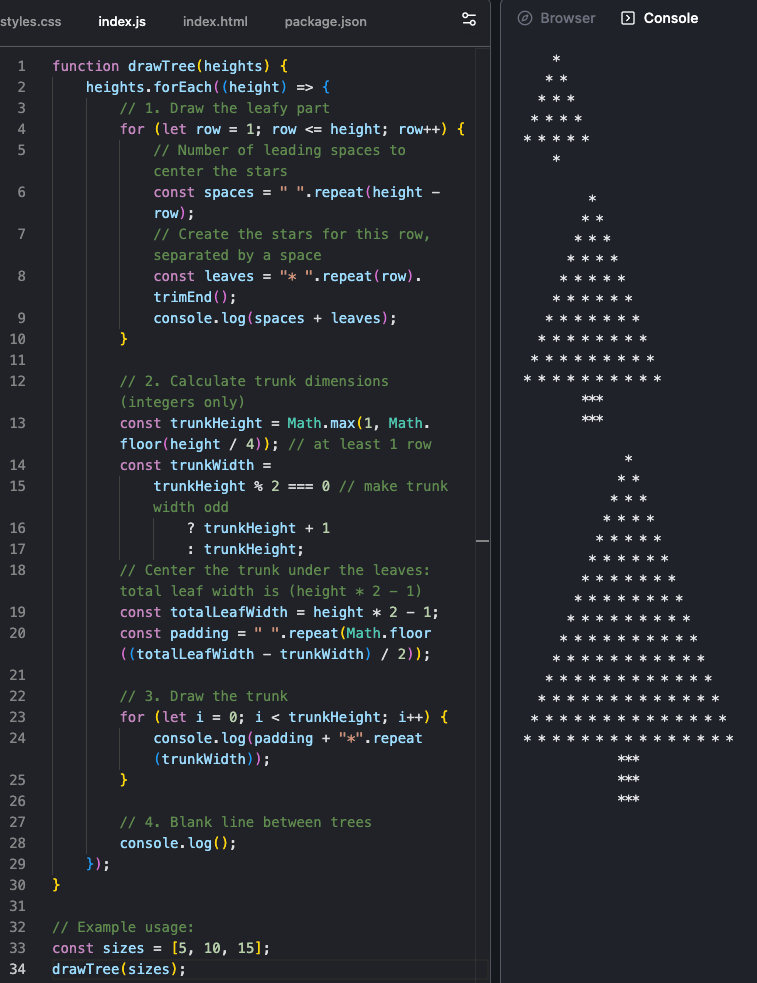 styles.css index.js index.html package.json
Browser Console
1 function drawTree(heights) {
2     heights.forEach((height) => {
3         // 1. Draw the leafy part
4         for (let row = 1; row <= height; row++) {
5             // Number of leading spaces to
            center the stars
6             const spaces = " ".repeat(height -
            row);
7             // Create the stars for this row,
            separated by a space
8             const leaves = "* ".repeat(row).
            trimEnd();
9             console.log(spaces + leaves);
10         }
11
12         // 2. Calculate trunk dimensions
        (integers only)
13         const trunkHeight = Math.max(1, Math.
        floor(height / 4)); // at least 1 row
14         const trunkWidth =
15             trunkHeight % 2 === 0 // make trunk
            width odd
16                 ? trunkHeight + 1
17                 : trunkHeight;
18         // Center the trunk under the leaves:
        total leaf width is (height * 2 - 1)
19         const totalLeafWidth = height * 2 - 1;
20         const padding = " ".repeat(Math.floor
        ((totalLeafWidth - trunkWidth) / 2));
21
22         // 3. Draw the trunk
23         for (let i = 0; i < trunkHeight; i++) {
24             console.log(padding + "*".repeat
            (trunkWidth));
25         }
26
27         // 4. Blank line between trees
28         console.log();
29     });
30 }
31
32 // Example usage:
33 const sizes = [5, 10, 15];
34 drawTree(sizes);
    *
   * *
  * * *
 * * * *
* * * * *
    *

         *
        * *
       * * *
      * * * *
     * * * * *
    * * * * * *
   * * * * * * *
  * * * * * * * *
 * * * * * * * * *
* * * * * * * * * *
        ***
        ***

              *
             * *
            * * *
           * * * *
          * * * * *
         * * * * * *
        * * * * * * *
       * * * * * * * *
      * * * * * * * * *
     * * * * * * * * * *
    * * * * * * * * * * *
   * * * * * * * * * * * *
  * * * * * * * * * * * * *
 * * * * * * * * * * * * * *
* * * * * * * * * * * * * * *
             ***
             ***
             ***